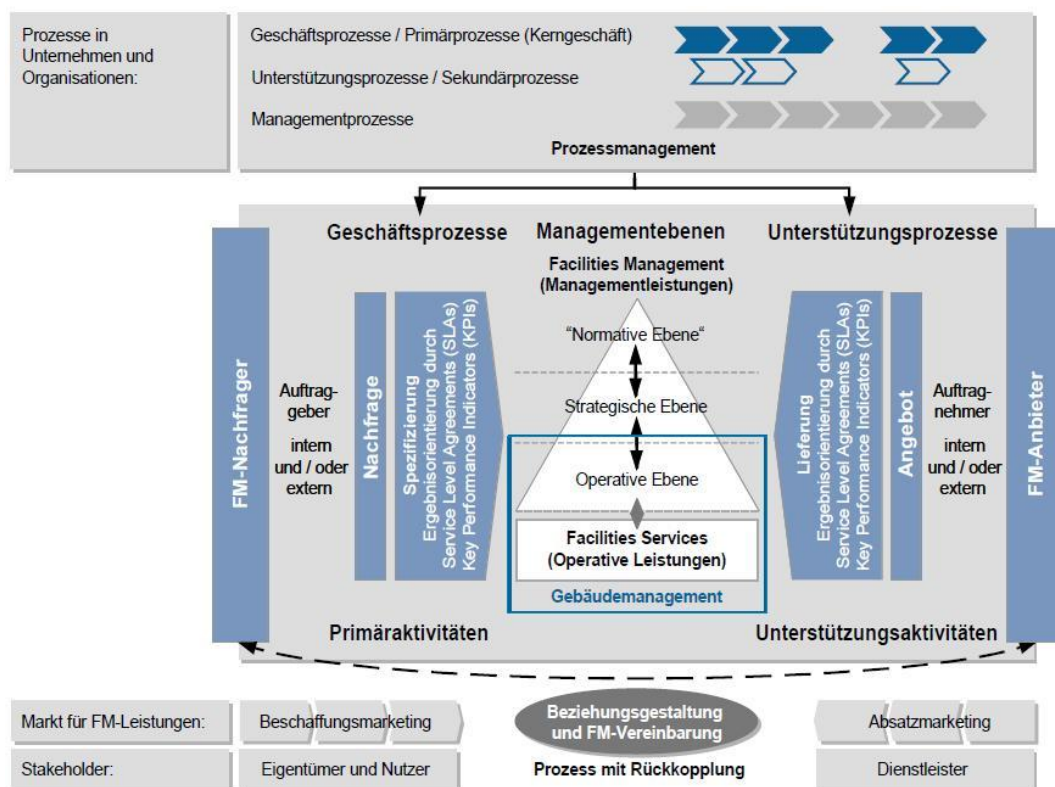 Prozesse in
Unternehmen und
Organisationen:
Geschäftsprozesse / Primärprozesse (Kerngeschäft)
Unterstützungsprozesse / Sekundärprozesse
Managementprozesse
Prozessmanagement
Geschäftsprozesse
Managementebenen
Unterstützungsprozesse
Facilities Management
(Managementleistungen)
FM-Nachfrager
Auftrag-
geber
intern
und / oder
extern
Nachfrage
Spezifizierung
Ergebnisorientierung durch
Service Level Agreements (SLAs)
Key Performance Indicators (KPIs)
“Normative Ebene“
Strategische Ebene
Operative Ebene
Facilities Services
(Operative Leistungen)
Gebäudemanagement
Lieferung
Ergebnisorientierung durch
Service Level Agreements (SLAs)
Key Performance Indicators (KPIs)
Angebot
Auftrag-
nehmer
intern
und / oder
extern
FM-Anbieter
Primäraktivitäten
Unterstützungsaktivitäten
Markt für FM-Leistungen:
Beschaffungsmarketing
Beziehungsgestaltung
und FM-Vereinbarung
Absatzmarketing
Stakeholder:
Eigentümer und Nutzer
Prozess mit Rückkopplung
Dienstleister